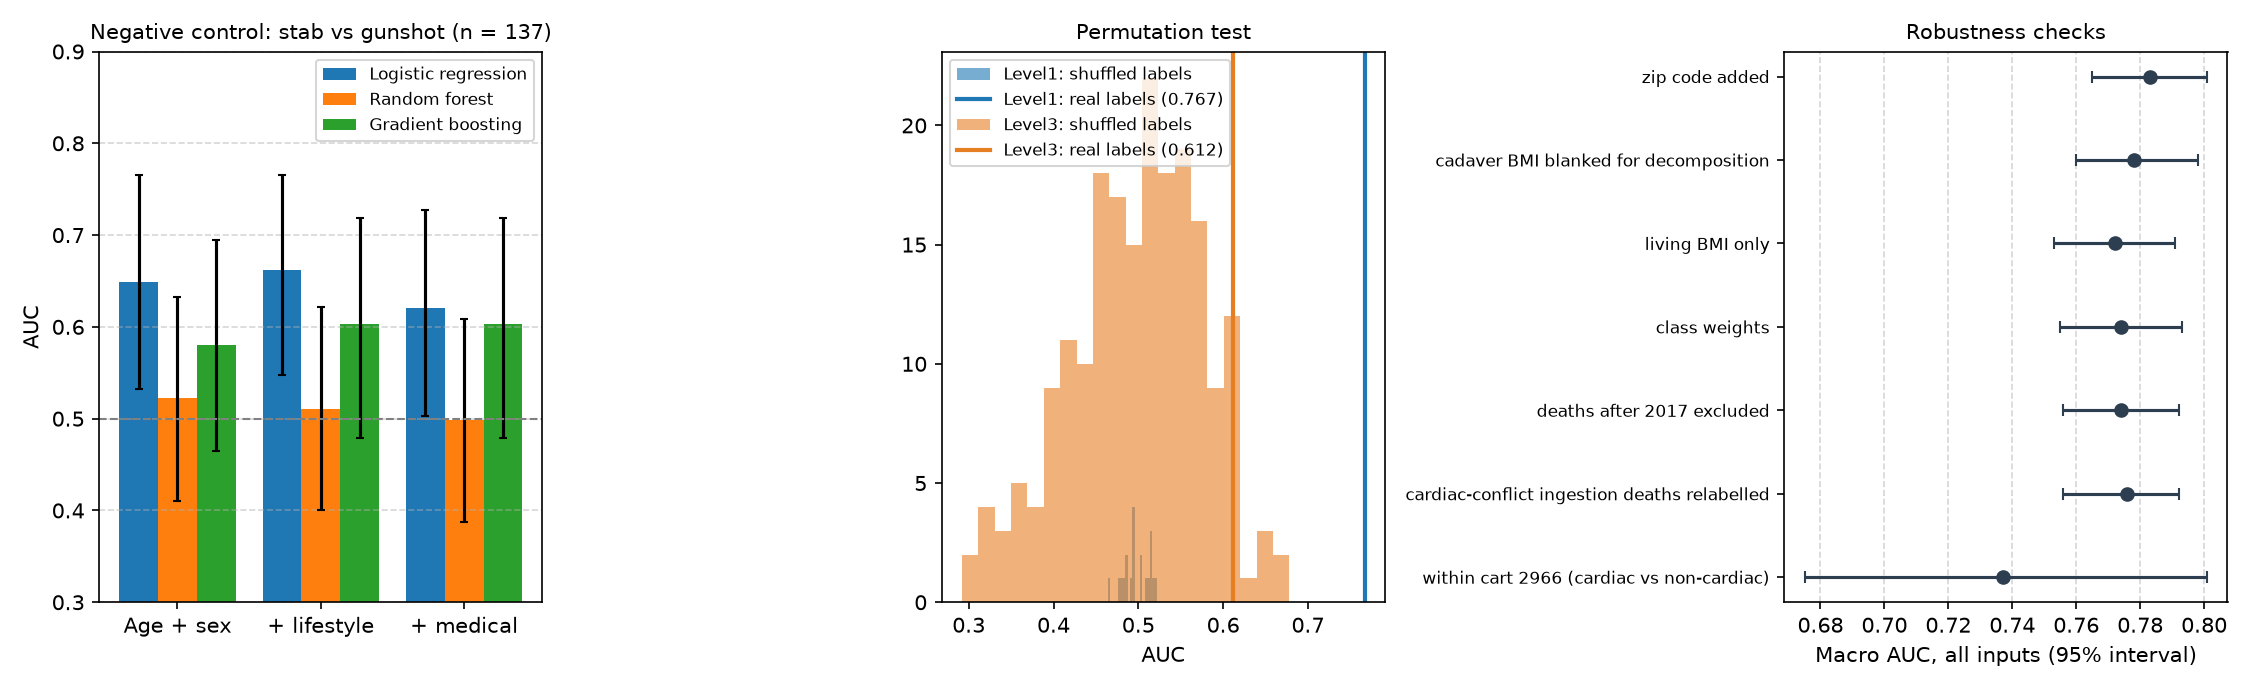 Negative control: stab vs gunshot (n = 137)
AUC
0.9
0.8
0.7
0.6
0.5
0.4
0.3
Logistic regression
Random forest
Gradient boosting
Age + sex
+ lifestyle
+ medical
Permutation test
20
15
10
5
0
Level1: shuffled labels
Level1: real labels (0.767)
Level3: shuffled labels
Level3: real labels (0.612)
0.3
0.4
0.5
0.6
0.7
AUC
Robustness checks
zip code added
cadaver BMI blanked for decomposition
living BMI only
class weights
deaths after 2017 excluded
cardiac-conflict ingestion deaths relabelled
within cart 2966 (cardiac vs non-cardiac)
0.68
0.70
0.72
0.74
0.76
0.78
0.80
Macro AUC, all inputs (95% interval)